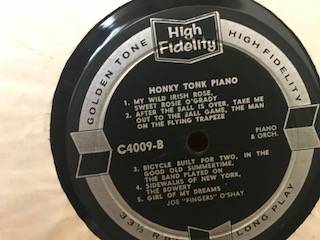 High
Fidelity
GOLDEN TONE
HIGH FIDELITY
HONKY TONK PIANO
1. MY WILD IRISH ROSE,
SWEET ROSIE O'GRADY
2. AFTER THE BALL IS OVER, TAKE ME
OUT TO THE JALL GAME, THE MAN
ON THE FLYING TRAPEZE
C4009-B
PIANO
& ORCH.
3. BICYCLE BUILT FOR TWO, IN THE
GOOD OLD SUMMERTIME,
THE BAND PLAYED ON
4. SIDEWALKS OF NEW YORK,
THE BOWERY
5. GIRL OF MY DREAMS
JOE "FINGERS" O'SHAY
33⅓ R
LONG PLAY